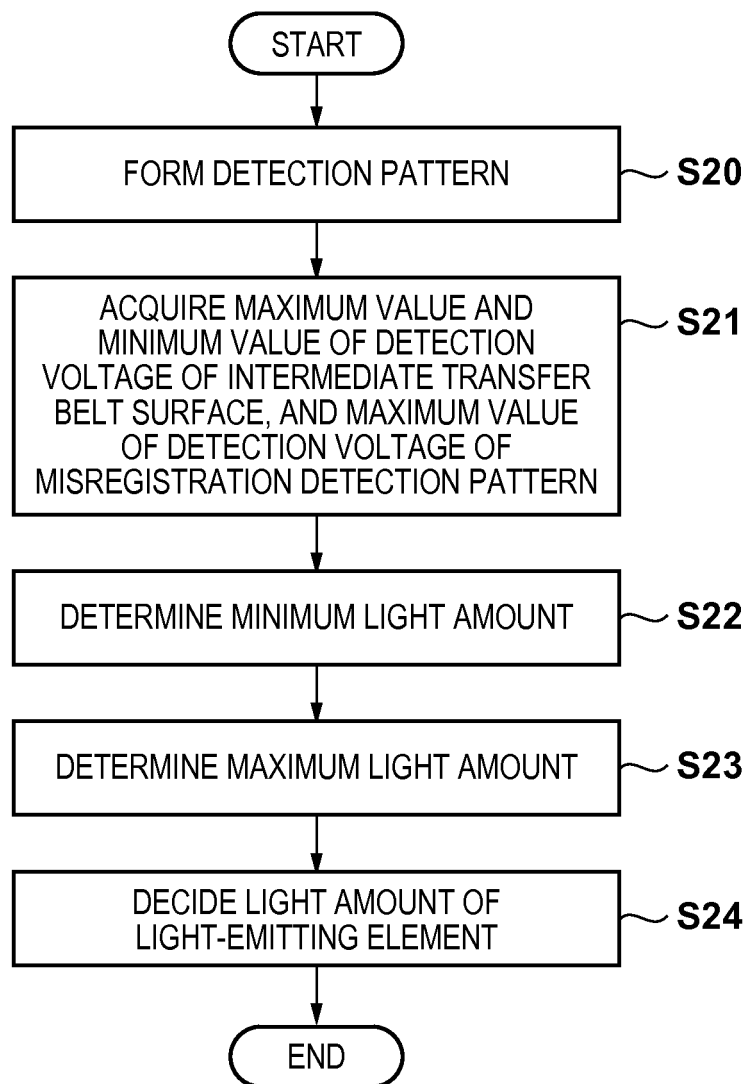 START
FORM DETECTION PATTERN
S20
ACQUIRE MAXIMUM VALUE AND
MINIMUM VALUE OF DETECTION
VOLTAGE OF INTERMEDIATE TRANSFER
BELT SURFACE, AND MAXIMUM VALUE
OF DETECTION VOLTAGE OF
MISREGISTRATION DETECTION PATTERN
S21
DETERMINE MINIMUM LIGHT AMOUNT
S22
DETERMINE MAXIMUM LIGHT AMOUNT
S23
DECIDE LIGHT AMOUNT OF
LIGHT-EMITTING ELEMENT
S24
END